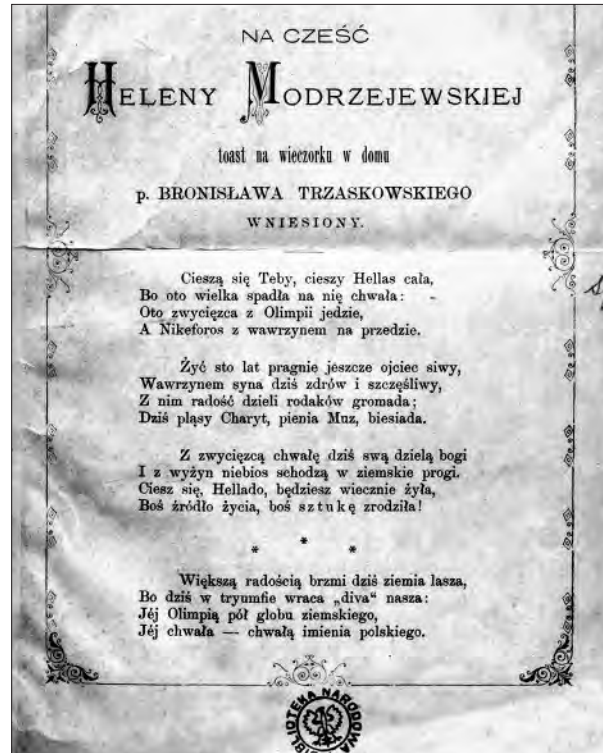 NA CZEŚĆ
HELENY MODRZEJEWSKIEJ
toast na wieczorku w domu
p. BRONISŁAWA TRZASKOWSKIEGO
WNIESIONY.
Cieszą się Teby, cieszy Hellas cała,
Bo oto wielka spadła na nię chwała:
Oto zwycięzca z Olimpii jedzie,
A Nikeforos z wawrzynem na przedzie.
Żyć sto lat pragnie jeszcze ojciec siwy,
Wawrzynem syna dziś zdrów i szczęśliwy,
Z nim radość dzieli rodaków gromada;
Dziś pląsy Charyt, pienia Muz, biesiada.
Z zwycięzcą chwałę dziś swą dzielą bogi
I z wyżyn niebios schodzą w ziemskie progi.
Ciesz się, Hellado, będziesz wiecznie żyła,
Boś źródło życia, boś sztukę zrodziła!
* * *
Większą radością brzmi dziś ziemia lasza,
Bo dziś w tryumfie wraca „diva" nasza:
Jéj Olimpią pół globu ziemskiego,
Jéj chwała — chwałą imienia polskiego.
BIBLIOTEKA NARODOWA